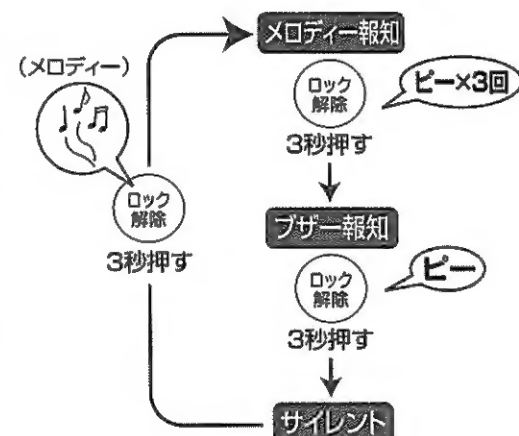 メロディー報知
(メロディー)
ロック
解除
ピー×3回
3秒押す
ロック
解除
3秒押す
ブザー報知
ロック
解除
ピー
3秒押す
サイレント